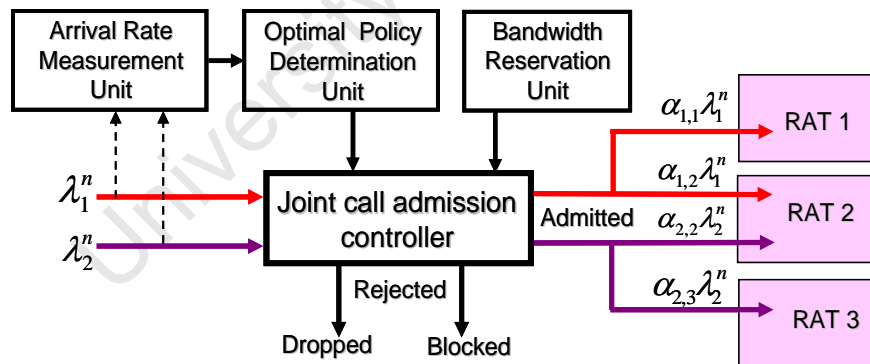 Arrival Rate
Measurement
Unit
Optimal Policy
Determination
Unit
Bandwidth
Reservation
Unit
University
λ₁ⁿ
λ₂ⁿ
Joint call admission
controller
Admitted
Rejected
Dropped
Blocked
α₁,₁λ₁ⁿ
α₁,₂λ₁ⁿ
α₂,₂λ₂ⁿ
α₂,₃λ₂ⁿ
RAT 1
RAT 2
RAT 3